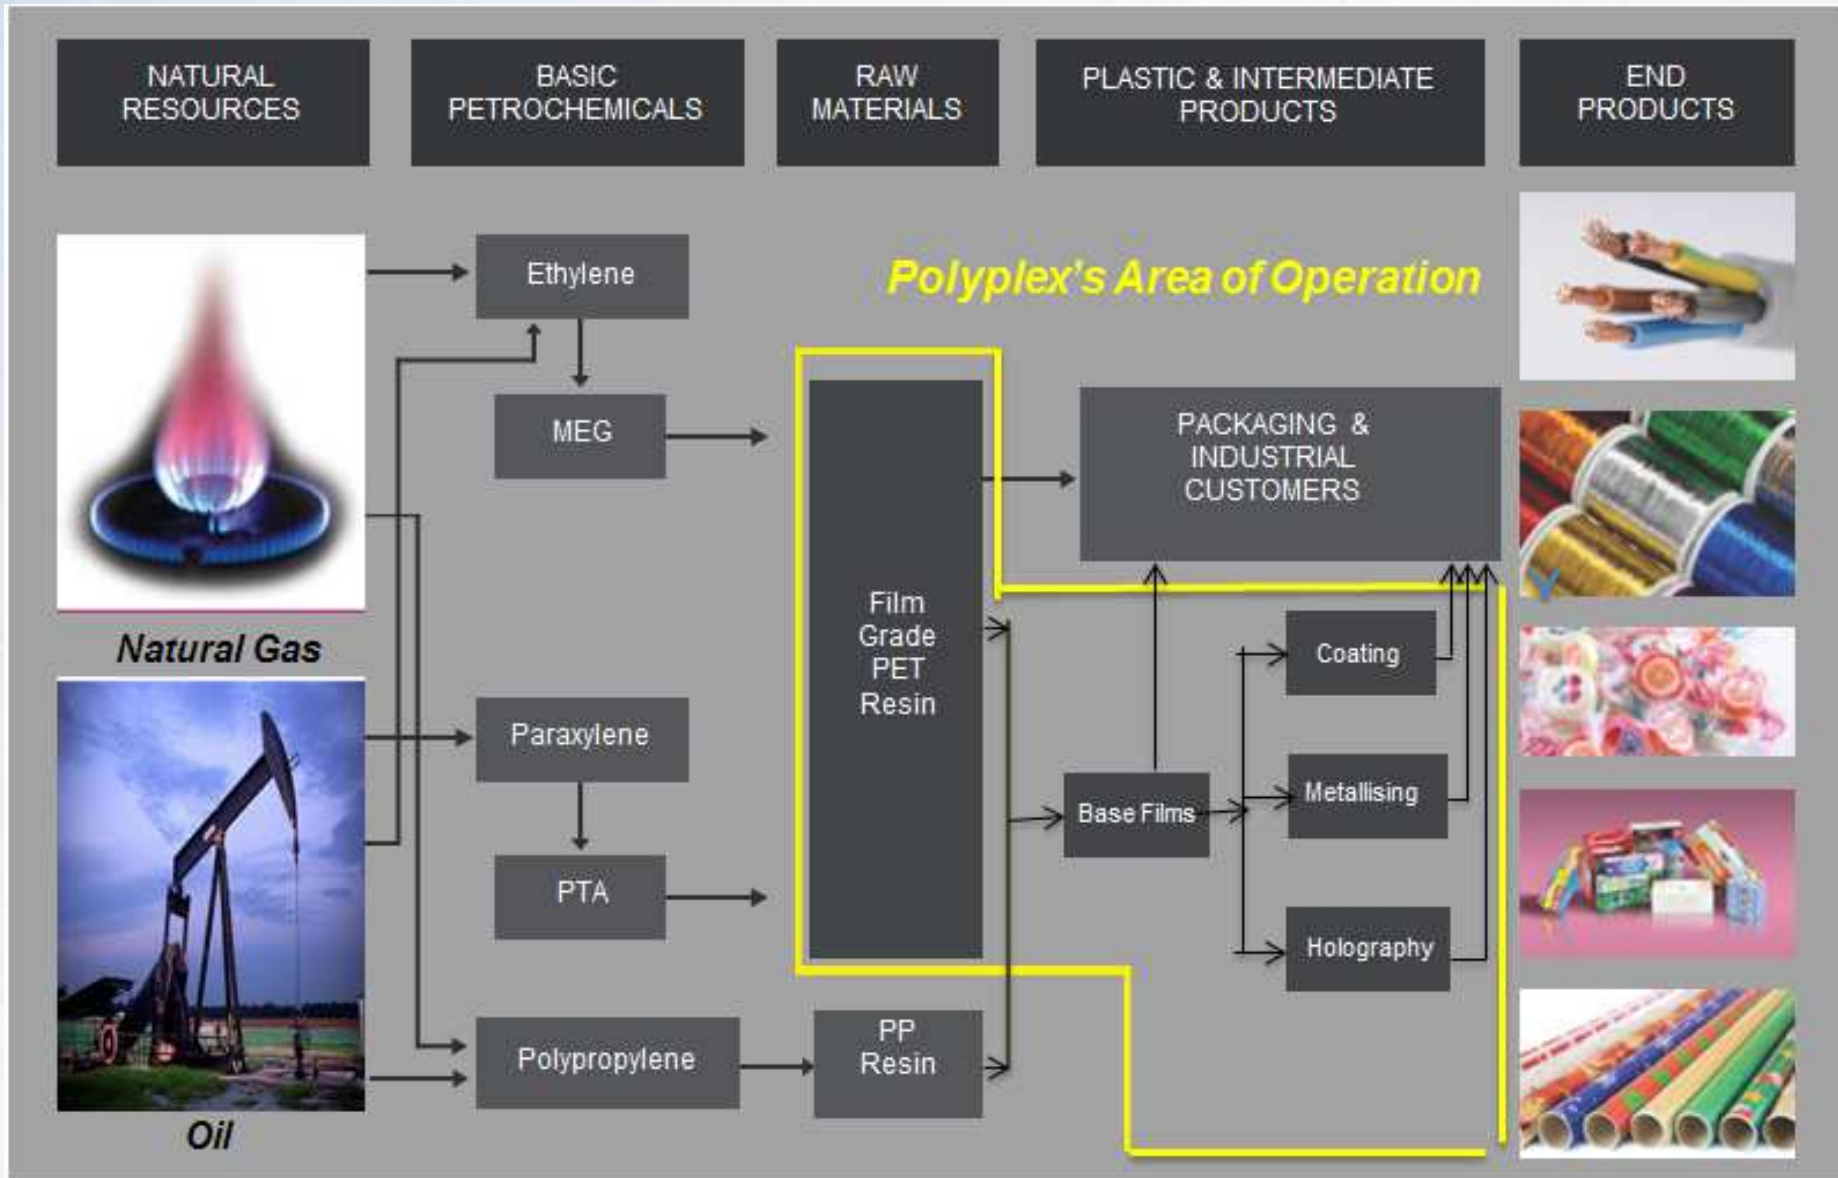 NATURAL
RESOURCES
BASIC
PETROCHEMICALS
RAW
MATERIALS
PLASTIC & INTERMEDIATE
PRODUCTS
END
PRODUCTS
Ethylene
Polyplex's Area of Operation
MEG
PACKAGING &
INDUSTRIAL
CUSTOMERS
Film
Grade
PET
Resin
Natural Gas
Coating
Paraxylene
Metallising
Base Films
PTA
Holography
PP
Resin
Polypropylene
Oil